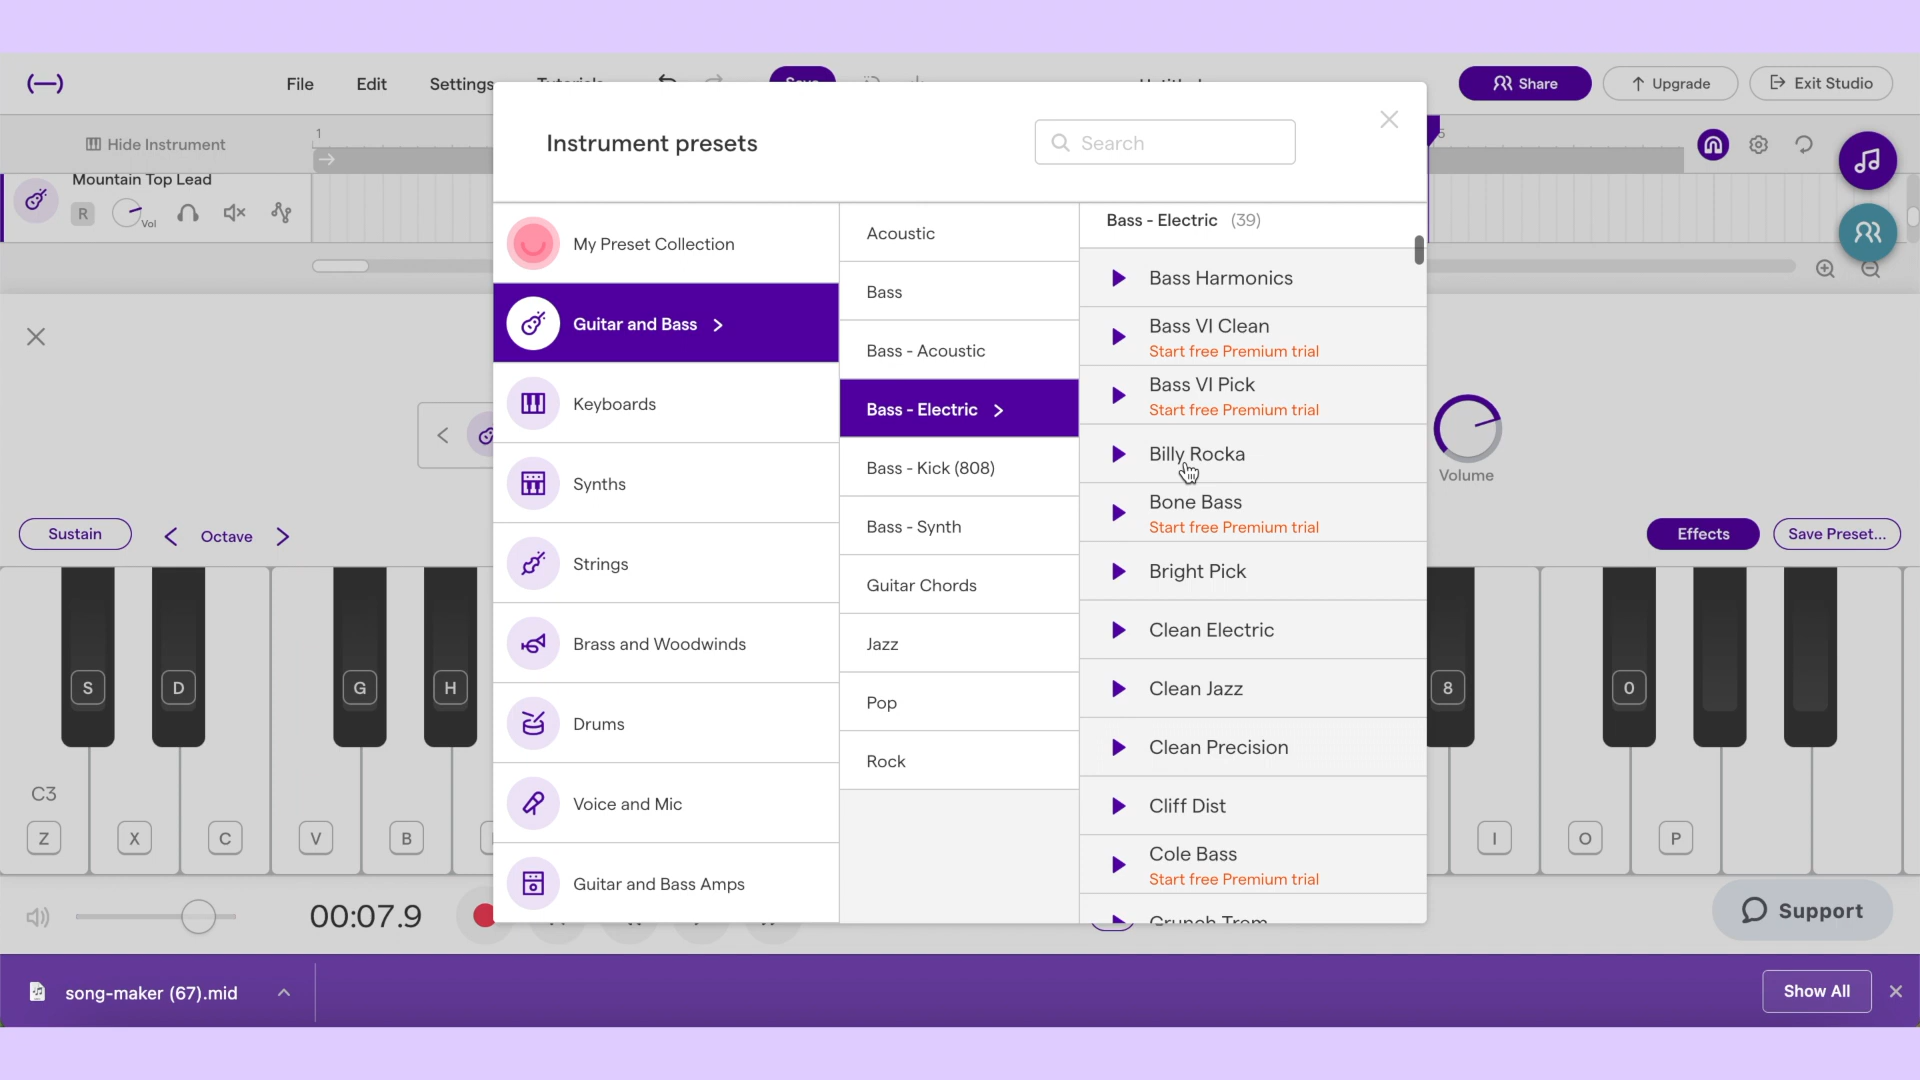 File
Edit
Settings
Share
Upgrade
Exit Studio
Hide Instrument
1
5
Mountain Top Lead
R
Vol
Instrument presets
Search
My Preset Collection
Guitar and Bass
Keyboards
Synths
Strings
Brass and Woodwinds
Drums
Voice and Mic
Guitar and Bass Amps
Acoustic
Bass
Bass - Acoustic
Bass - Electric
Bass - Kick (808)
Bass - Synth
Guitar Chords
Jazz
Pop
Rock
Bass - Electric (39)
Bass Harmonics
Bass VI Clean
Start free Premium trial
Bass VI Pick
Start free Premium trial
Billy Rocka
Bone Bass
Start free Premium trial
Bright Pick
Clean Electric
Clean Jazz
Clean Precision
Cliff Dist
Cole Bass
Start free Premium trial
Volume
Sustain
Octave
Effects
Save Preset...
S
D
G
H
8
0
C3
Z
X
C
V
B
I
O
P
00:07.9
Support
song-maker (67).mid
Show All